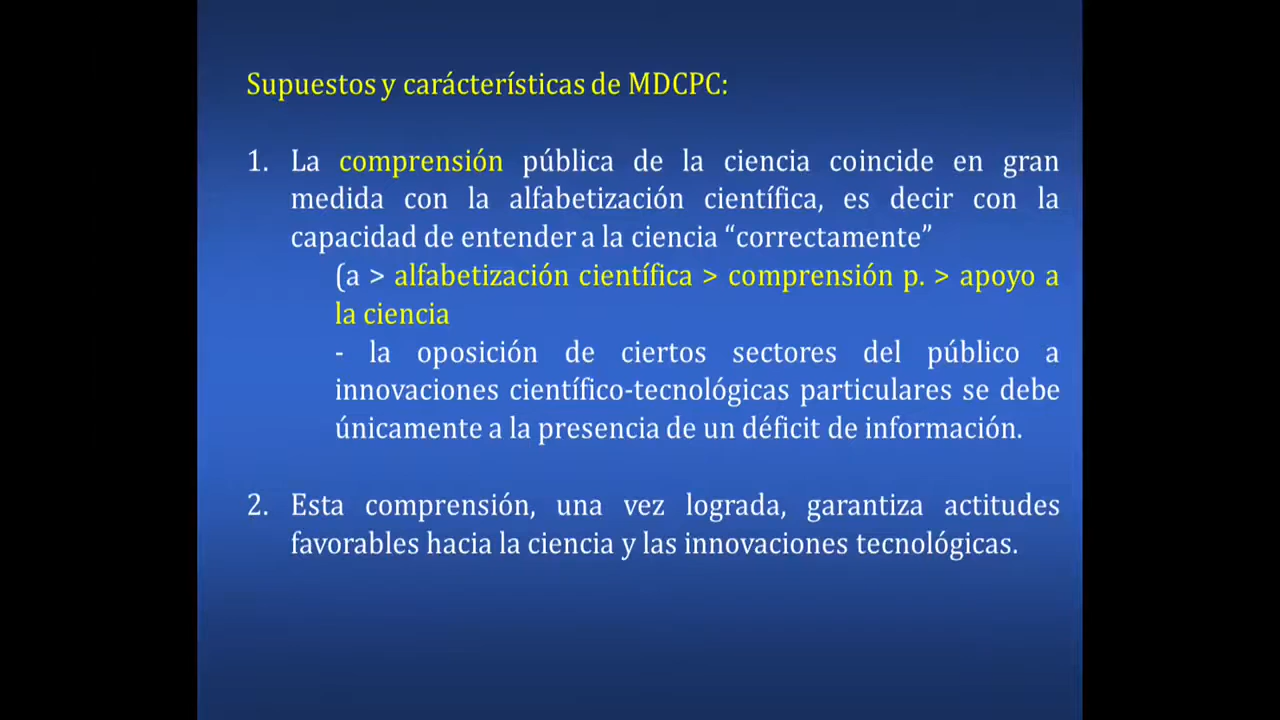 Supuestos y carácterísticas de MDCPC:
1. La comprensión pública de la ciencia coincide en gran
medida con la alfabetización científica, es decir con la
capacidad de entender a la ciencia “correctamente”
(a > alfabetización científica > comprensión p. > apoyo a
la ciencia
- la oposición de ciertos sectores del público a
innovaciones científico-tecnológicas particulares se debe
únicamente a la presencia de un déficit de información.
2. Esta comprensión, una vez lograda, garantiza actitudes
favorables hacia la ciencia y las innovaciones tecnológicas.